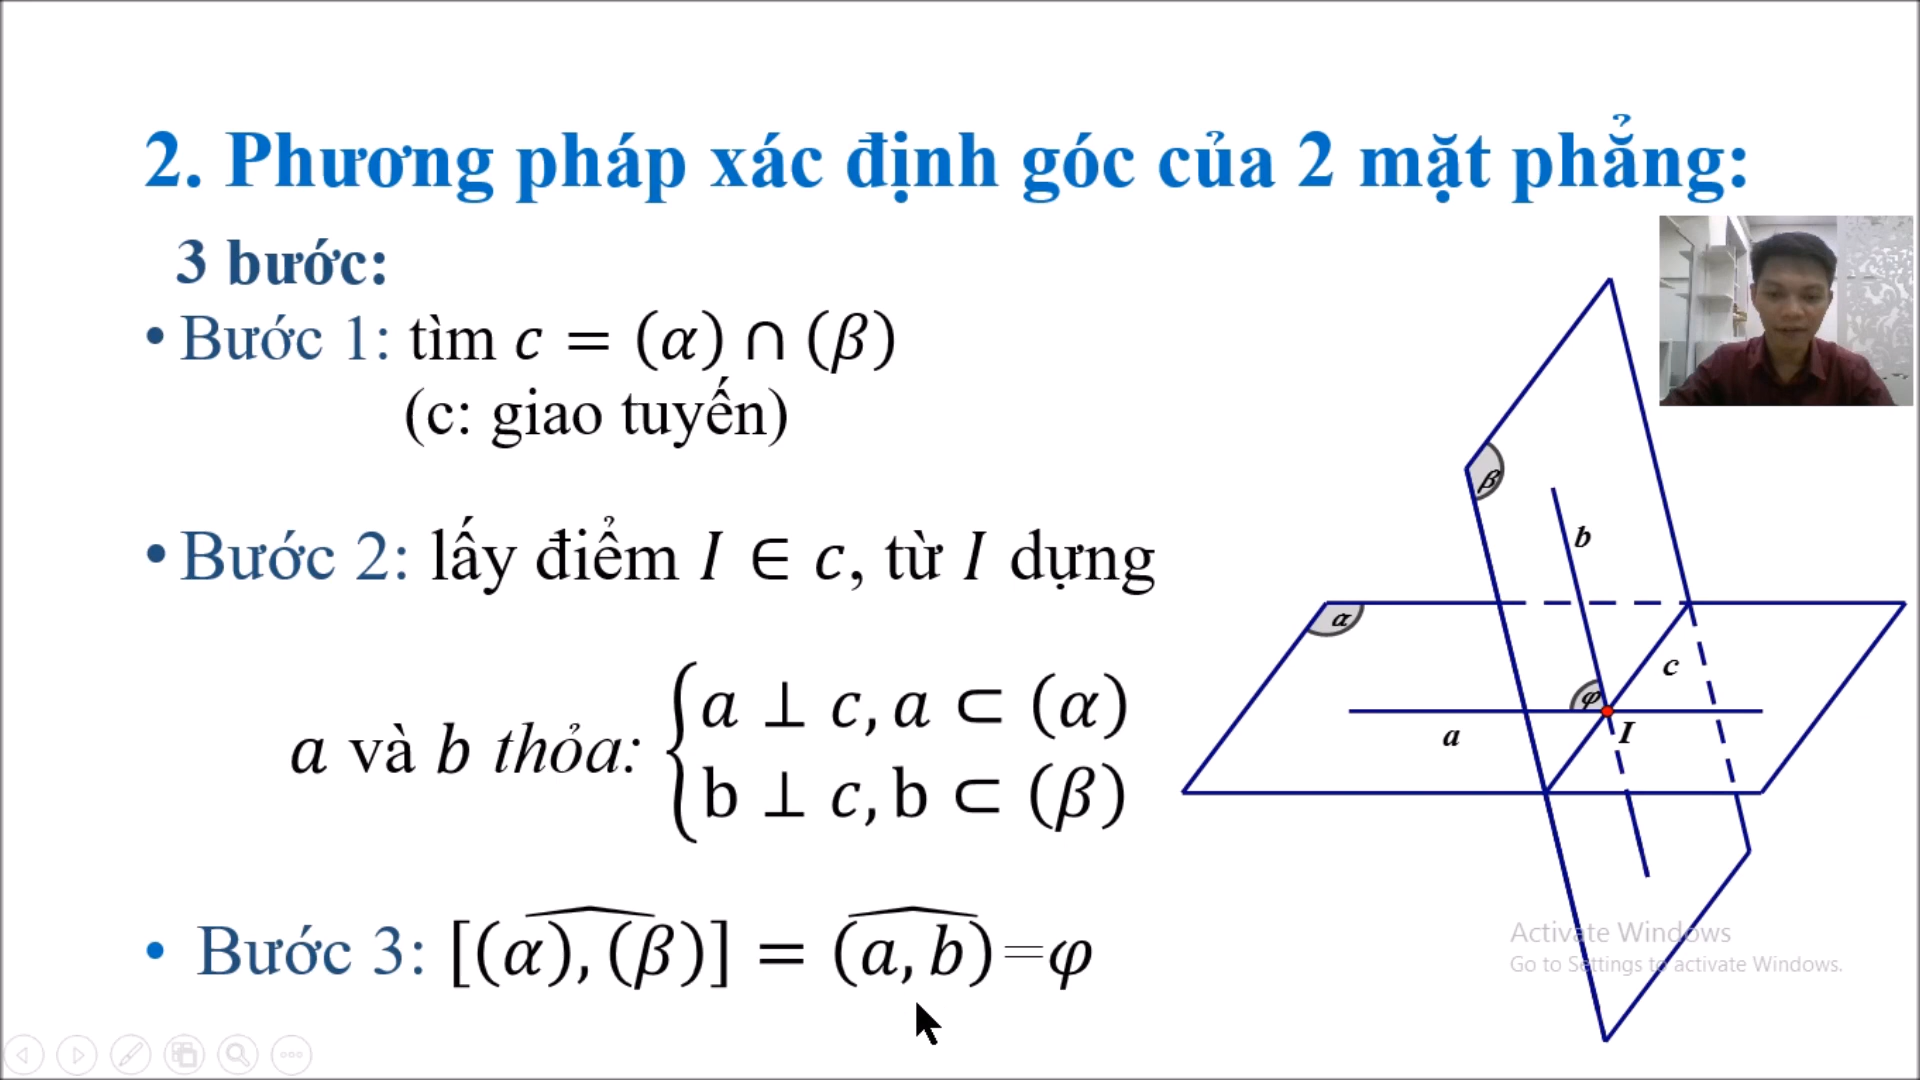 2. Phương pháp xác định góc của 2 mặt phẳng:
3 bước:
• Bước 1: tìm c = (α) ∩ (β)
(c: giao tuyến)
• Bước 2: lấy điểm I ∈ c, từ I dựng
a và b thỏa: { a ⊥ c, a ⊂ (α)
b ⊥ c, b ⊂ (β)
• Bước 3: [(α), (β)] = (a, b) = φ
β
b
α
c
φ
a
I
Activate Windows
Go to Settings to activate Windows.